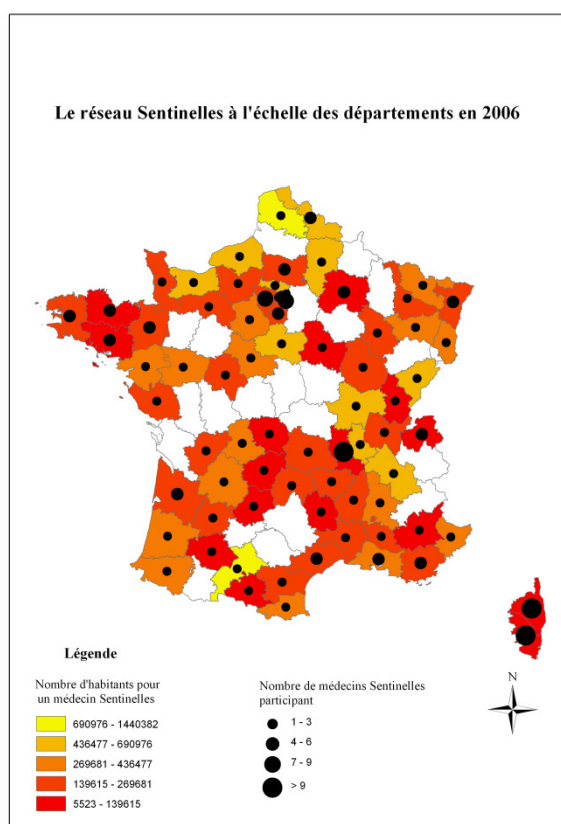 Le réseau Sentinelles à l'échelle des départements en 2006
Légende
Nombre d'habitants pour
un médecin Sentinelles
690976 - 1440382
436477 - 690976
269681 - 436477
139615 - 269681
5523 - 139615
Nombre de médecins Sentinelles
participant
1 - 3
4 - 6
7 - 9
> 9
N